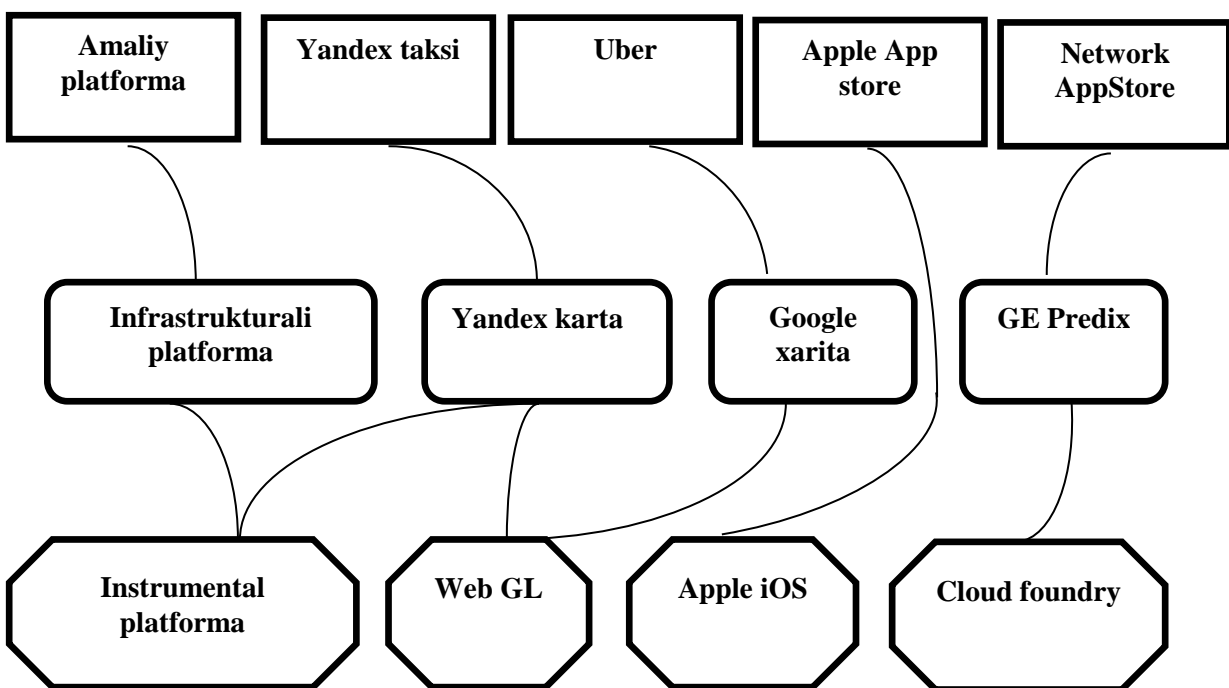 Amaliy
platforma
Yandex taksi
Uber
Apple App
store
Network
AppStore
Infrastrukturali
platforma
Yandex karta
Google
xarita
GE Predix
Instrumental
platforma
Web GL
Apple iOS
Cloud foundry